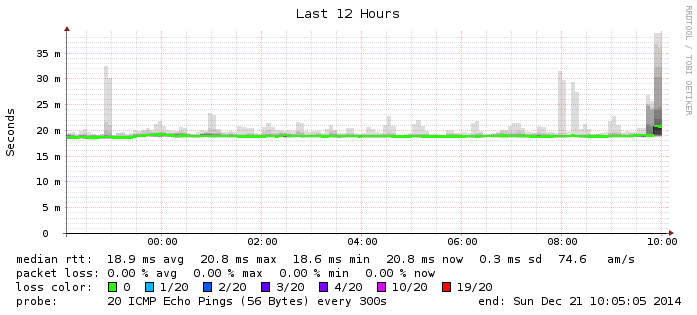 Last 12 Hours
RRDTOOL / TOBI OETIKER
Seconds
35 m
30 m
25 m
20 m
15 m
10 m
5 m
0
00:00 02:00 04:00 06:00 08:00 10:00
median rtt: 18.9 ms avg 20.8 ms max 18.6 ms min 20.8 ms now 0.3 ms sd 74.6 am/s
packet loss: 0.00 % avg 0.00 % max 0.00 % min 0.00 % now
loss color: 0 1/20 2/20 3/20 4/20 10/20 19/20
probe: 20 ICMP Echo Pings (56 Bytes) every 300s end: Sun Dec 21 10:05:05 2014